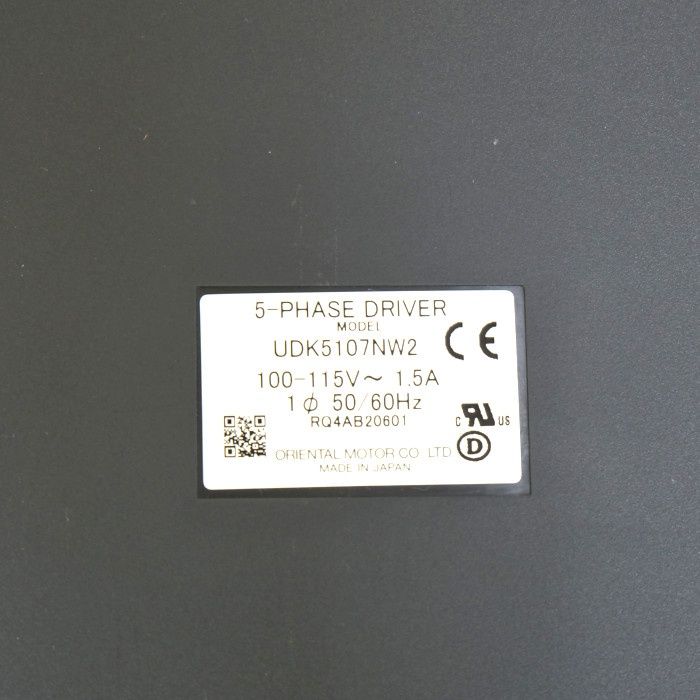 5-PHASE DRIVER
MODEL
UDK5107NW2
CE
100-115V～ 1.5A
1φ 50/60Hz
RQ4AB20601
c RU US
ORIENTAL MOTOR CO. LTD
D
MADE IN JAPAN